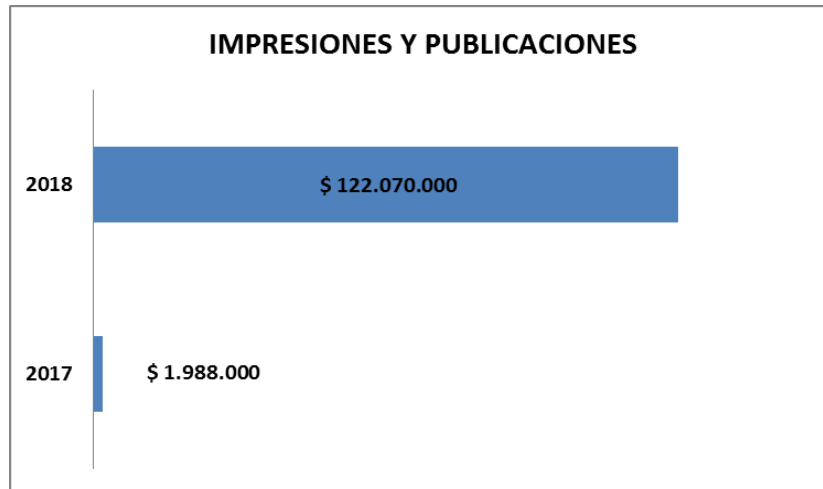 IMPRESIONES Y PUBLICACIONES
2018
$ 122.070.000
2017
$ 1.988.000